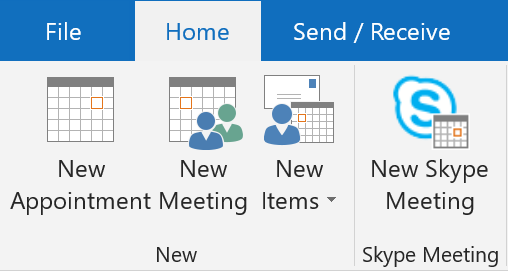 File Home Send / Receive
New Appointment
New Meeting
New Items
New Skype Meeting
New
Skype Meeting